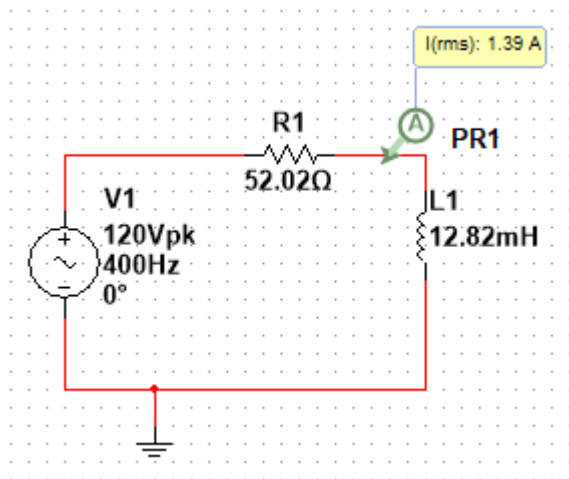 I(rms): 1.39 A
A
R1
PR1
52.02Ω
V1
120Vpk
400Hz
0°
L1
12.82mH